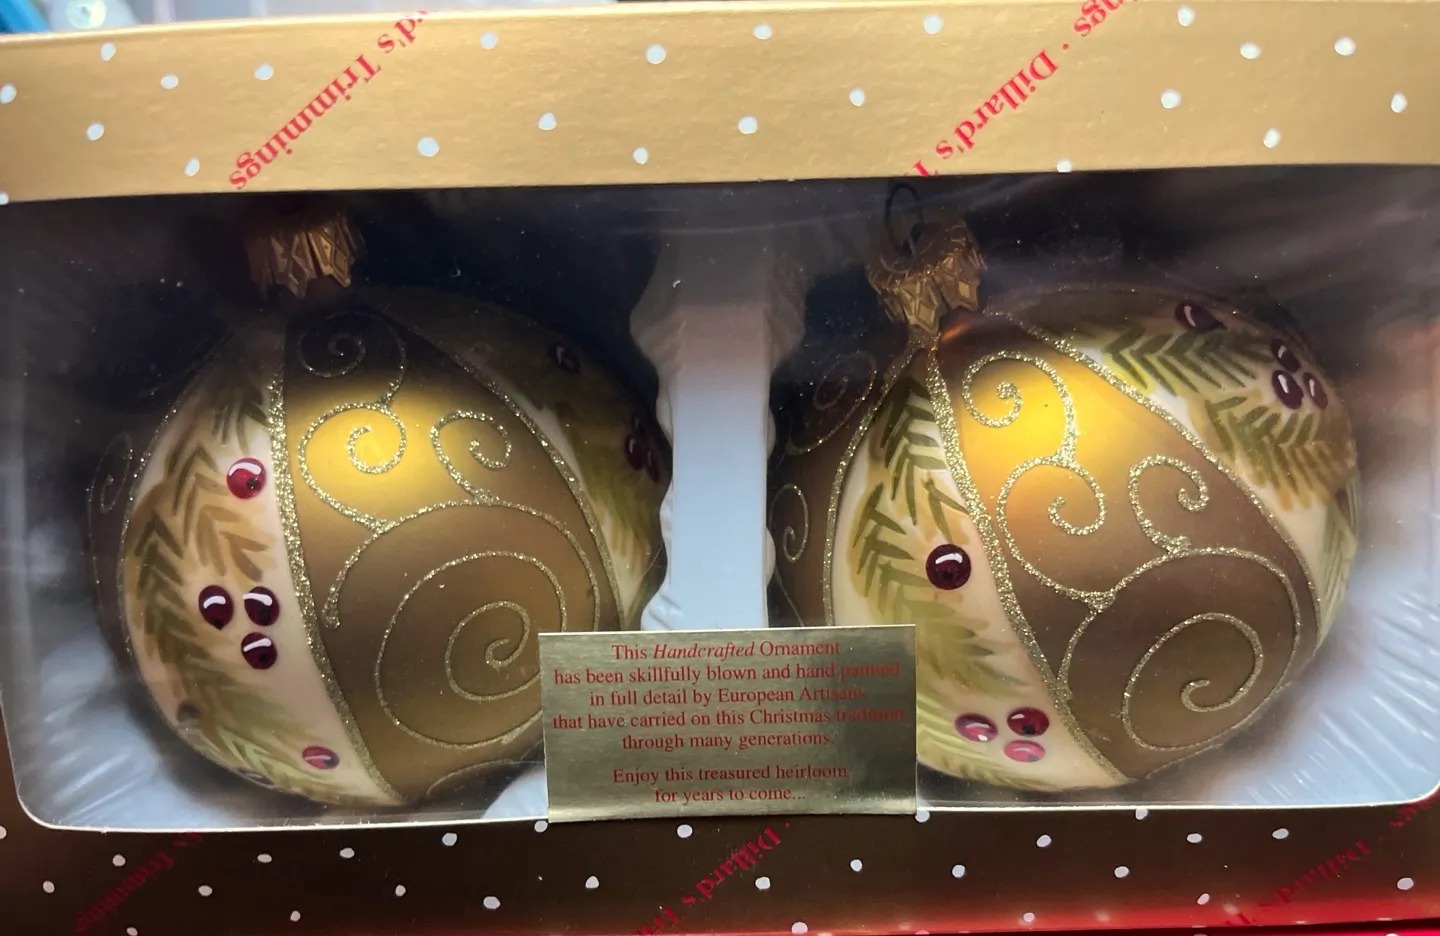 Dillard's Trimmings
Dillard's
This Handcrafted Ornament
has been skillfully blown and hand painted
in full detail by European Artisans
that have carried on this Christmas tradition
through many generations.
Enjoy this treasured heirloom
for years to come...
Trimmings
Dillard's
Dillard's